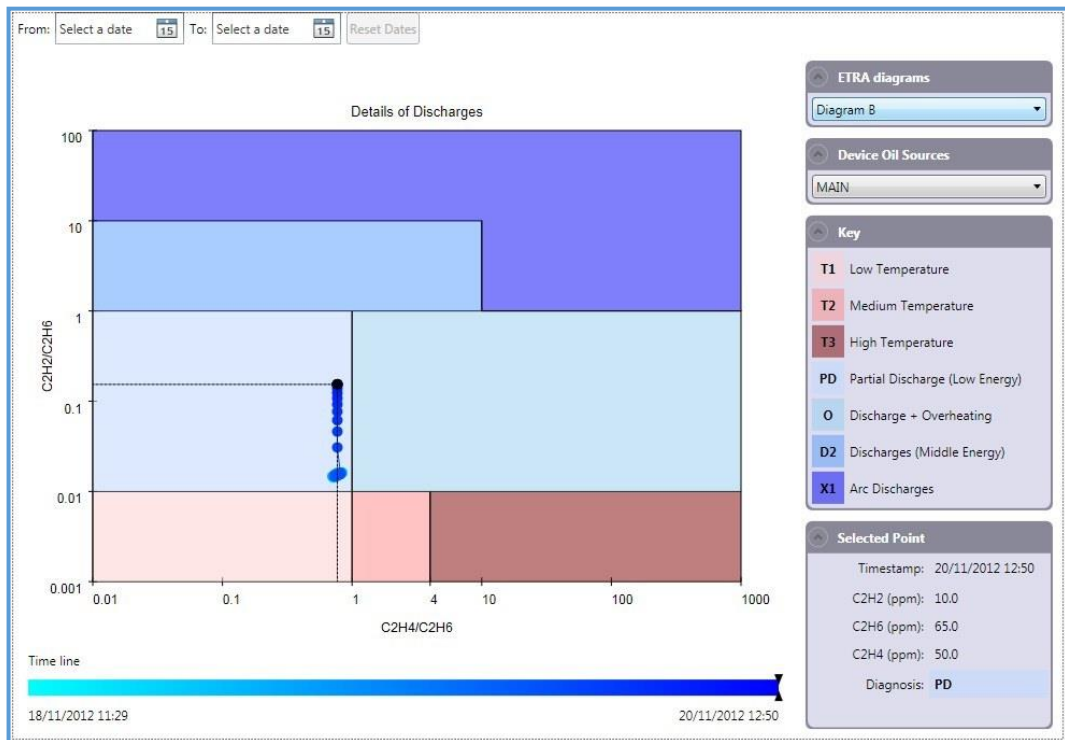 From: Select a date 15 To: Select a date 15 Reset Dates
Details of Discharges
100
10
1
0.1
0.01
0.001
C2H2/C2H6
0.01 0.1 1 4 10 100 1000
C2H4/C2H6
Time line
18/11/2012 11:29 20/11/2012 12:50
ETRA diagrams
Diagram B
Device Oil Sources
MAIN
Key
T1 Low Temperature
T2 Medium Temperature
T3 High Temperature
PD Partial Discharge (Low Energy)
O Discharge + Overheating
D2 Discharges (Middle Energy)
X1 Arc Discharges
Selected Point
Timestamp: 20/11/2012 12:50
C2H2 (ppm): 10.0
C2H6 (ppm): 65.0
C2H4 (ppm): 50.0
Diagnosis: PD